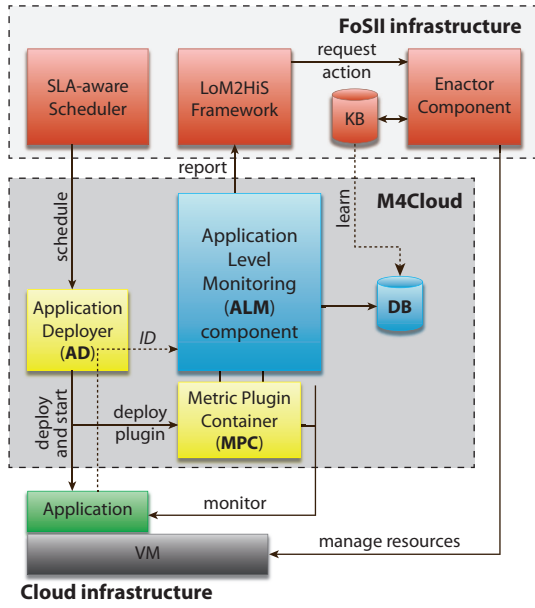 FoSII infrastructure
SLA-aware
Scheduler
LoM2HiS
Framework
request
action
Enactor
Component
KB
report
M4Cloud
schedule
learn
Application
Level
Monitoring
(ALM)
component
DB
Application
Deployer
(AD)
ID
deploy
and start
deploy
plugin
Metric Plugin
Container
(MPC)
Application
monitor
VM
manage resources
Cloud infrastructure